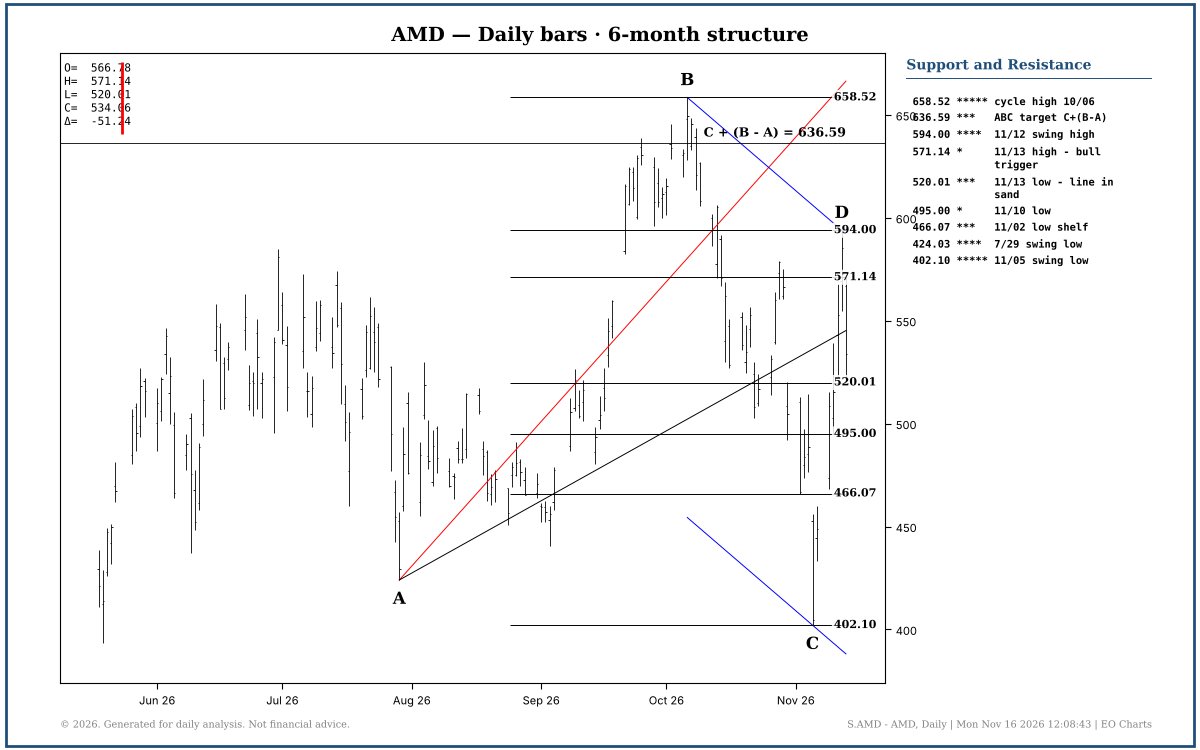 AMD — Daily bars · 6-month structure
O= 566.78
H= 571.14
L= 520.01
C= 534.06
Δ= -51.24
B
658.52
C + (B - A) = 636.59
D
594.00
571.14
520.01
495.00
466.07
A
402.10
C
650
600
550
500
450
400
Jun 26
Jul 26
Aug 26
Sep 26
Oct 26
Nov 26
Support and Resistance
658.52 ***** cycle high 10/06
636.59 *** ABC target C+(B-A)
594.00 **** 11/12 swing high
571.14 * 11/13 high - bull
trigger
520.01 *** 11/13 low - line in
sand
495.00 * 11/10 low
466.07 *** 11/02 low shelf
424.03 **** 7/29 swing low
402.10 ***** 11/05 swing low
© 2026. Generated for daily analysis. Not financial advice.
S.AMD - AMD, Daily | Mon Nov 16 2026 12:08:43 | EO Charts